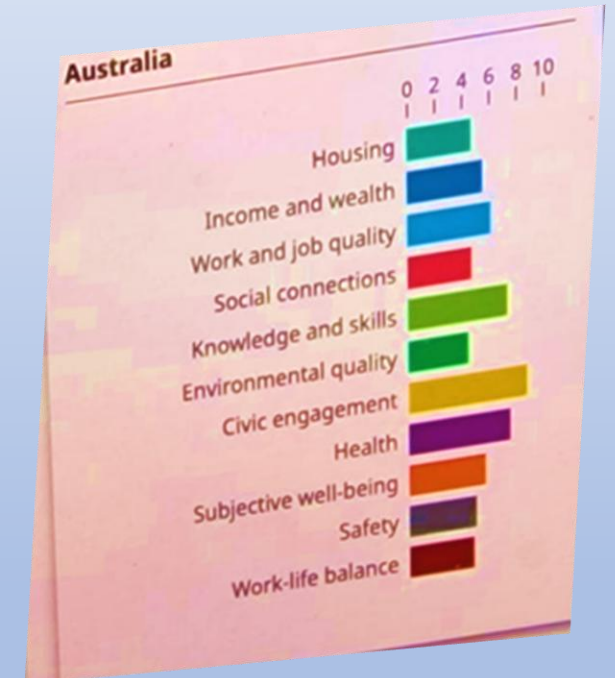 Australia
0 2 4 6 8 10
Housing
Income and wealth
Work and job quality
Social connections
Knowledge and skills
Environmental quality
Civic engagement
Health
Subjective well-being
Safety
Work-life balance